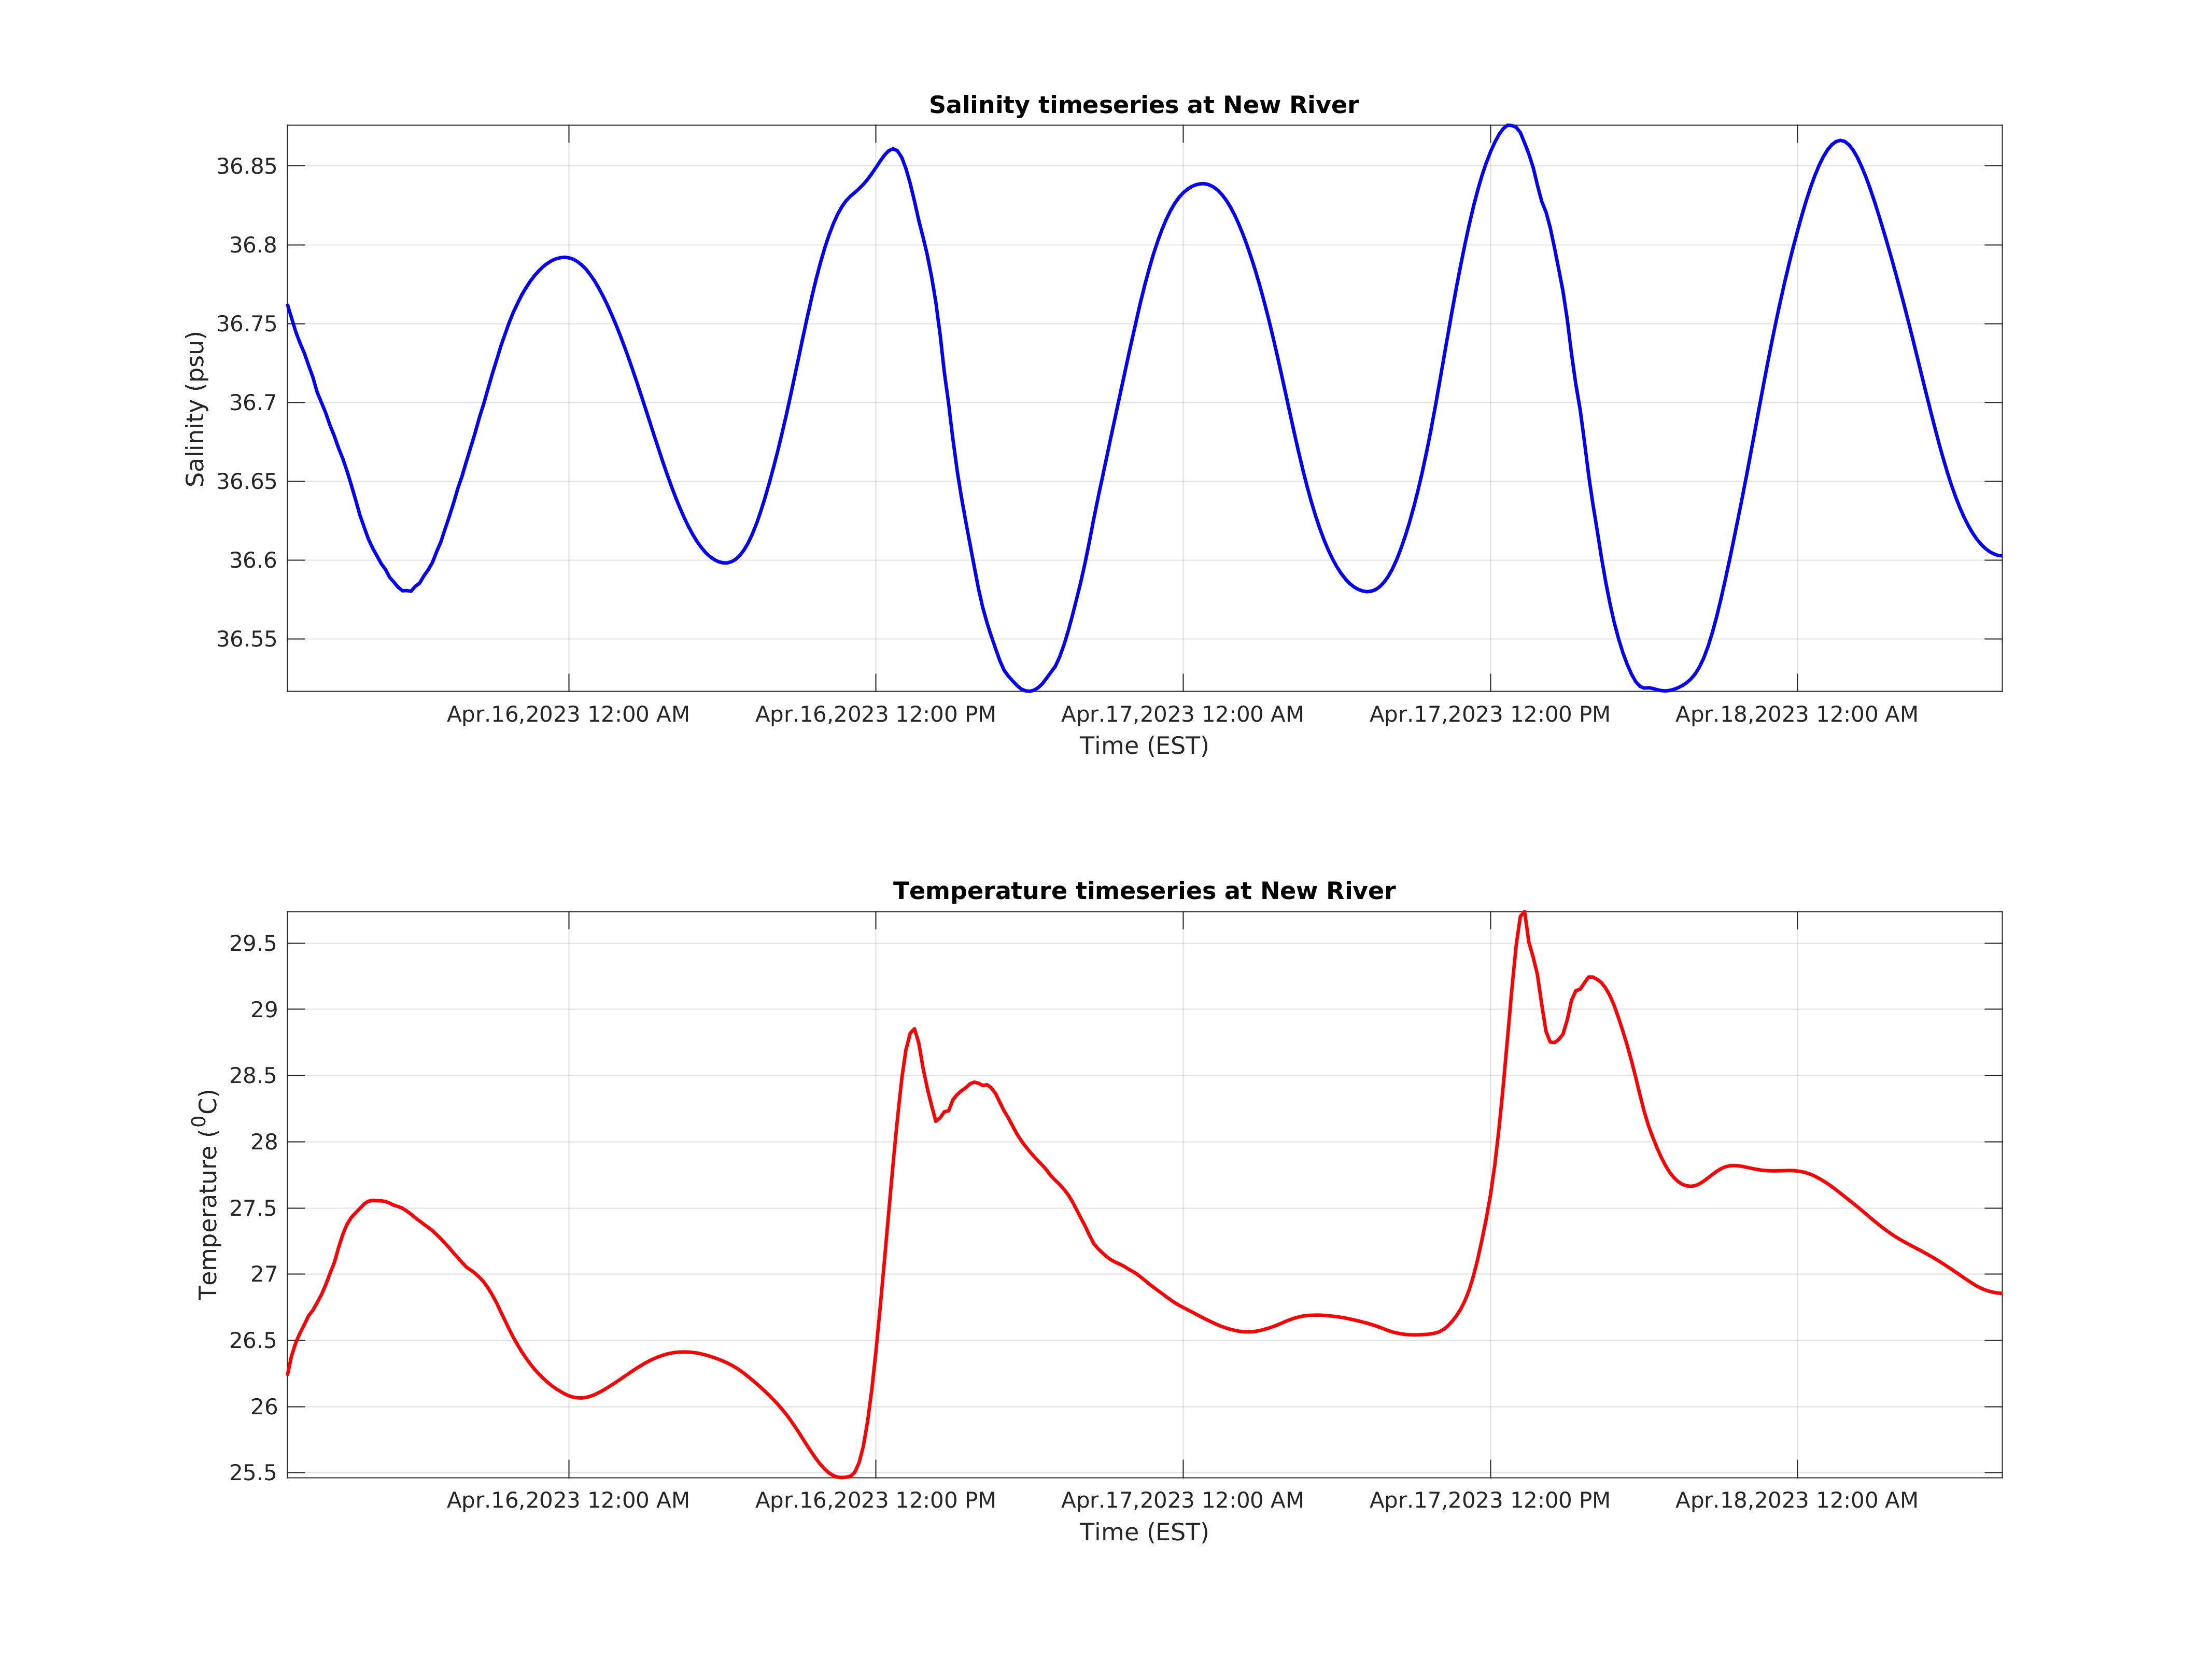 Salinity timeseries at New River
Salinity (psu)
36.85
36.8
36.75
36.7
36.65
36.6
36.55
Apr.16,2023 12:00 AM Apr.16,2023 12:00 PM Apr.17,2023 12:00 AM Apr.17,2023 12:00 PM Apr.18,2023 12:00 AM
Time (EST)
Temperature timeseries at New River
Temperature (⁰C)
29.5
29
28.5
28
27.5
27
26.5
26
25.5
Apr.16,2023 12:00 AM Apr.16,2023 12:00 PM Apr.17,2023 12:00 AM Apr.17,2023 12:00 PM Apr.18,2023 12:00 AM
Time (EST)